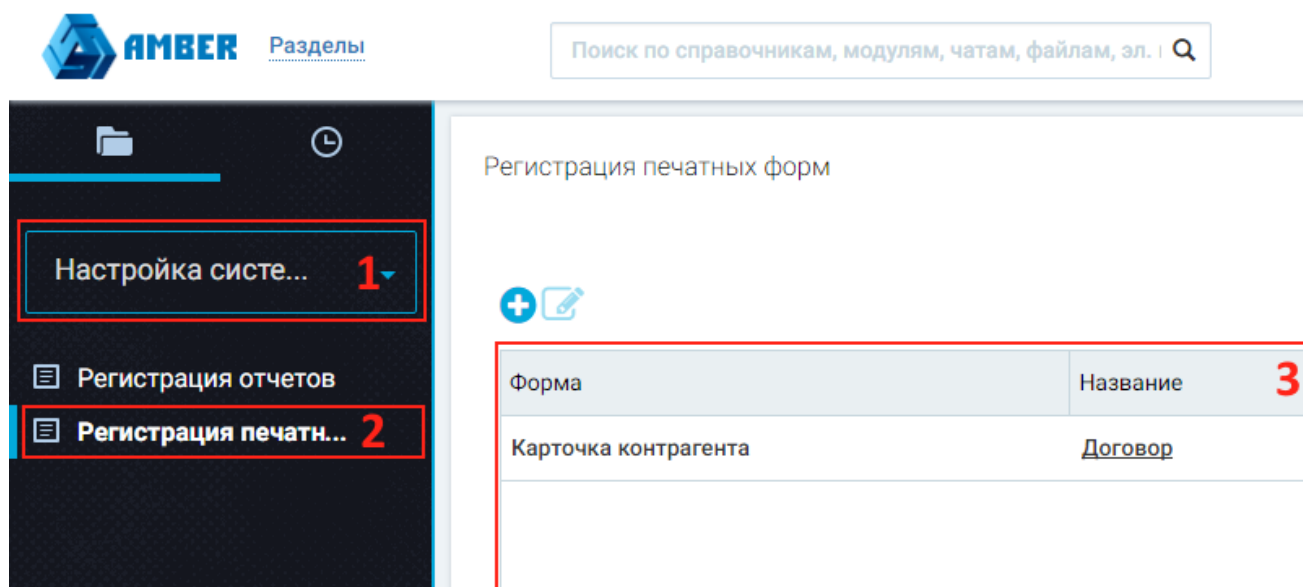 AMBER Разделы
Поиск по справочникам, модулям, чатам, файлам, эл.
Регистрация печатных форм
Настройка систе... 1
Регистрация отчетов
Регистрация печатн... 2
Форма Название 3
Карточка контрагента Договор